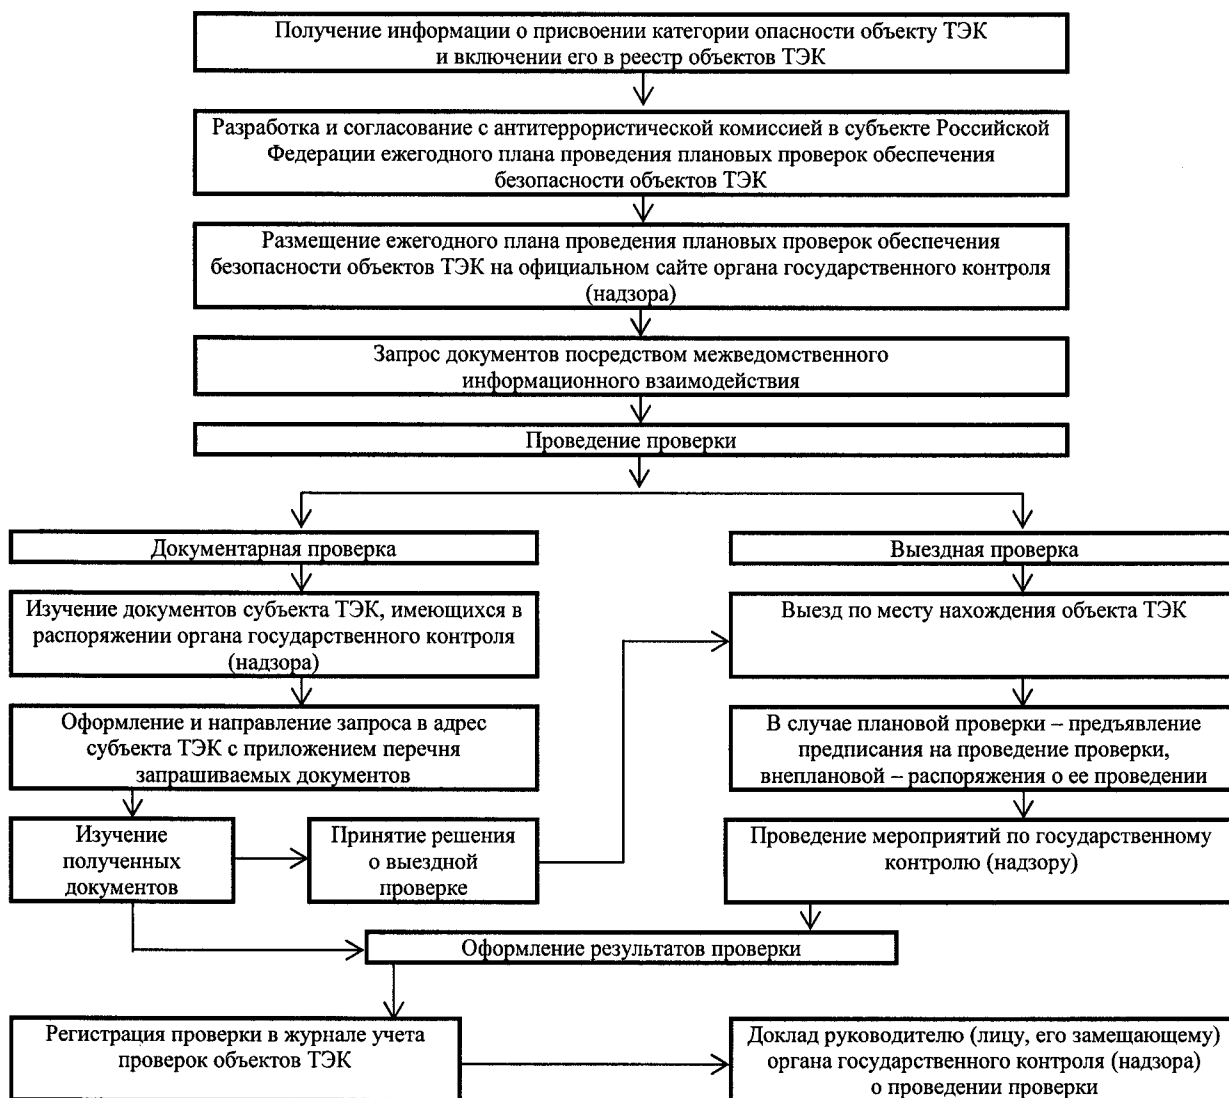 Получение информации о присвоении категории опасности объекту ТЭК
и включении его в реестр объектов ТЭК
Разработка и согласование с антитеррористической комиссией в субъекте Российской
Федерации ежегодного плана проведения плановых проверок обеспечения
безопасности объектов ТЭК
Размещение ежегодного плана проведения плановых проверок обеспечения
безопасности объектов ТЭК на официальном сайте органа государственного контроля
(надзора)
Запрос документов посредством межведомственного
информационного взаимодействия
Проведение проверки
Документарная проверка
Изучение документов субъекта ТЭК, имеющихся в
распоряжении органа государственного контроля
(надзора)
Оформление и направление запроса в адрес
субъекта ТЭК с приложением перечня
запрашиваемых документов
Изучение
полученных
документов
Принятие решения
о выездной
проверке
Выездная проверка
Выезд по месту нахождения объекта ТЭК
В случае плановой проверки – предъявление
предписания на проведение проверки,
внеплановой – распоряжения о ее проведении
Проведение мероприятий по государственному
контролю (надзору)
Оформление результатов проверки
Регистрация проверки в журнале учета
проверок объектов ТЭК
Доклад руководителю (лицу, его замещающему)
органа государственного контроля (надзора)
о проведении проверки